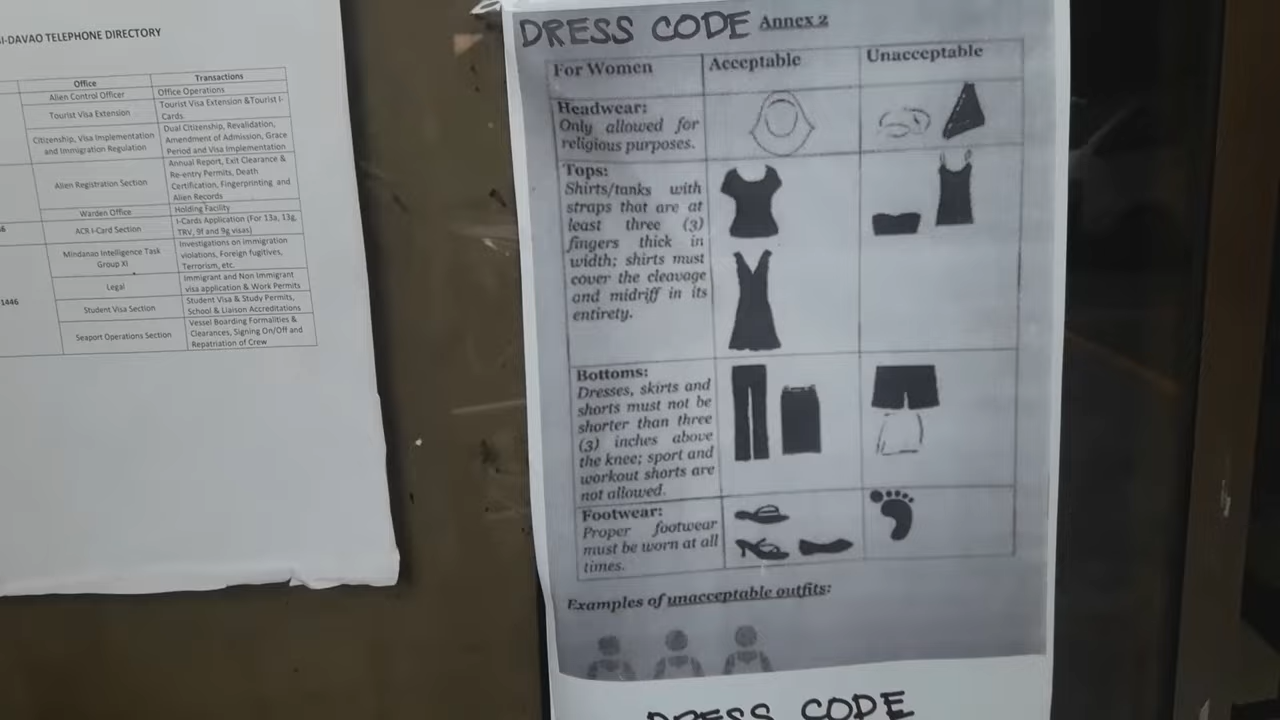 I-DAVAO TELEPHONE DIRECTORY
Office
Transactions
Alien Control Officer
Office Operations
Tourist Visa Extension
Tourist Visa Extension &Tourist I-
Cards
Citizenship, Visa Implementation
and Immigration Regulation
Dual Citizenship, Revalidation,
Amendment of Admission, Grace
Period and Visa Implementation
Alien Registration Section
Annual Report, Exit Clearance &
Re-entry Permits, Death
Certification, Fingerprinting and
Alien Records
Warden Office
Holding Facility
ACR I-Card Section
I-Cards Application (For 13a, 13g,
TRV, 9f and 9g visas)
Mindanao Intelligence Task
Group XI
Investigations on Immigration
violations, Foreign fugitives,
Terrorism, etc.
1446
Legal
Immigrant and Non Immigrant
visa application & Work Permits
Student Visa Section
Student Visa & Study Permits,
School & Liaison Accreditations
Seaport Operations Section
Vessel Boarding Formalities &
Clearances, Signing On/Off and
Repatriation of Crew
DRESS CODE Annex 2
For Women
Acceptable
Unacceptable
Headwear:
Only allowed for
religious purposes.
Tops:
Shirts/tanks with
straps that are at
least three (3)
fingers thick in
width; shirts must
cover the cleavage
and midriff in its
entirety.
Bottoms:
Dresses, skirts and
shorts must not be
shorter than three
(3) inches above
the knee; sport and
workout shorts are
not allowed.
Footwear:
Proper footwear
must be worn at all
times.
Examples of unacceptable outfits:
DRESS CODE